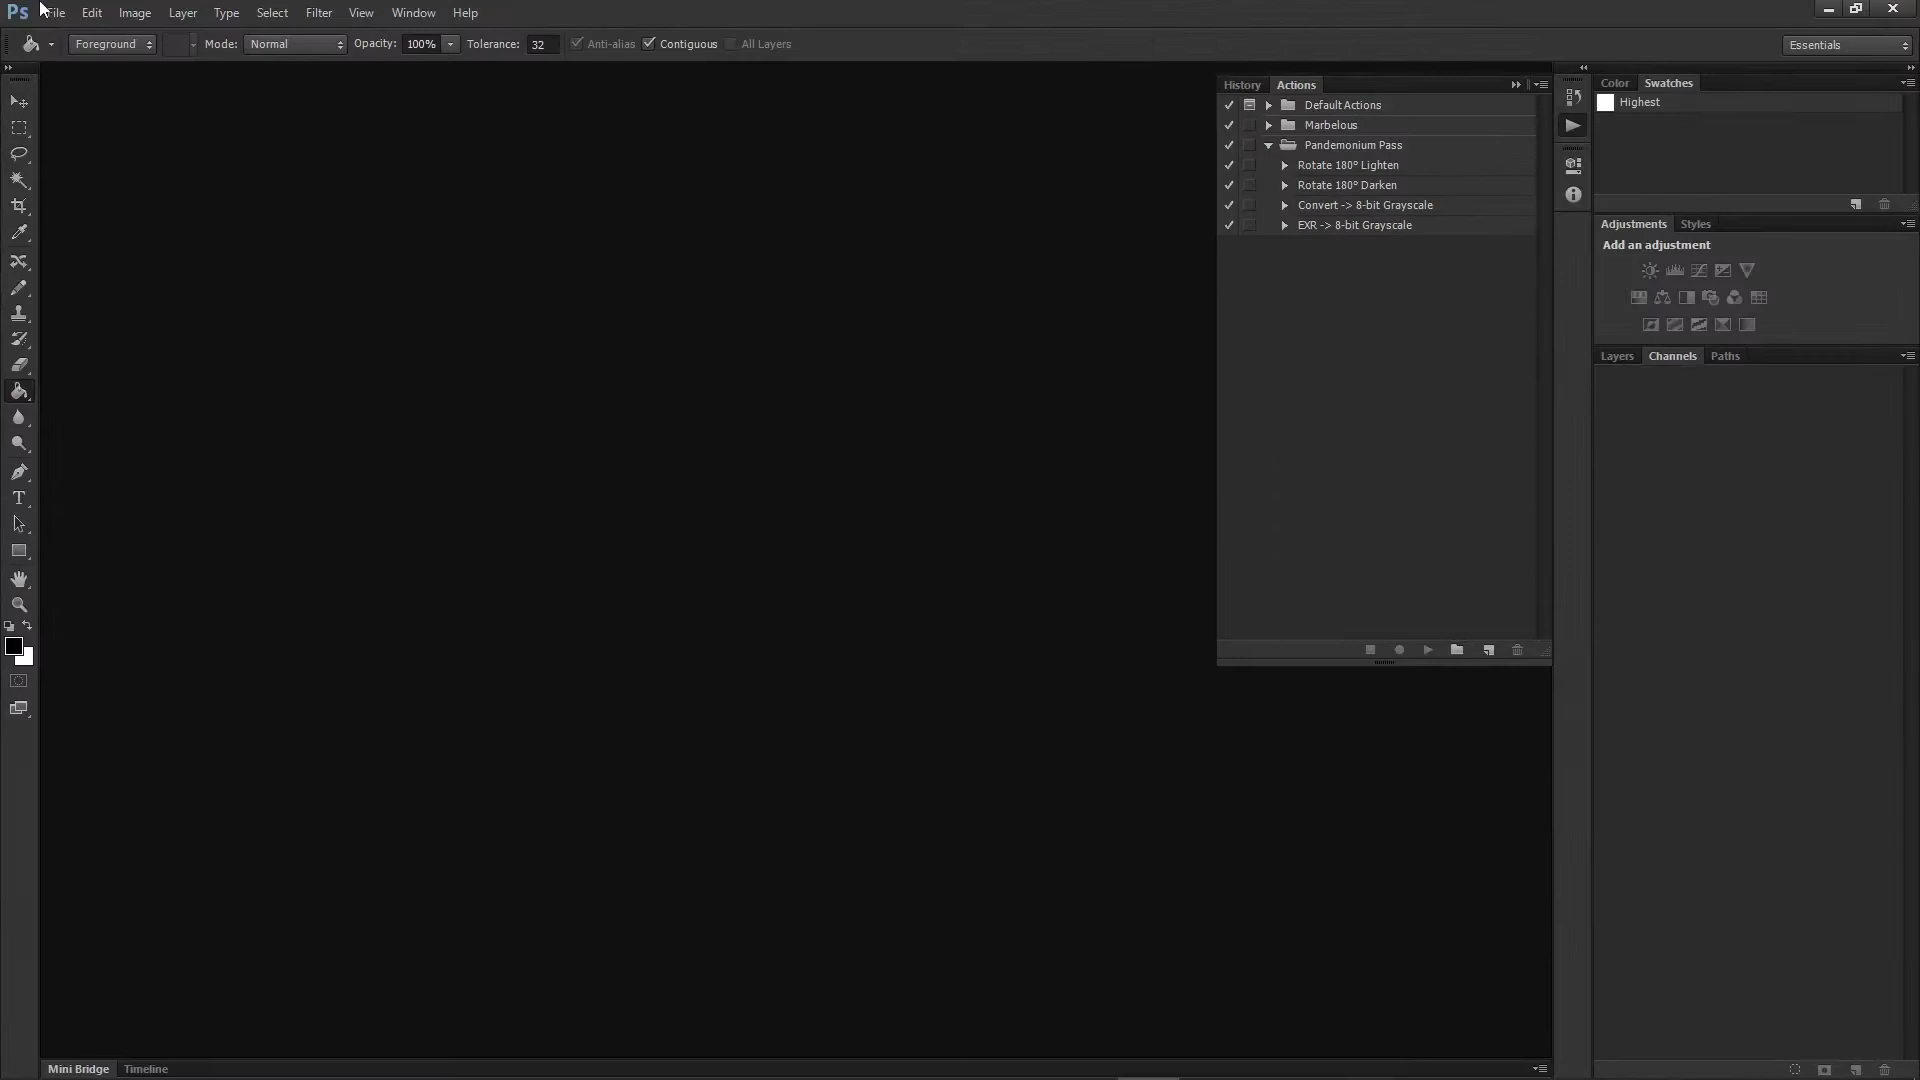 Ps File Edit Image Layer Type Select Filter View Window Help
Foreground Mode: Normal Opacity: 100% Tolerance: 32 Anti-alias Contiguous All Layers Essentials
History Actions
Default Actions
Marbelous
Pandemonium Pass
Rotate 180º Lighten
Rotate 180º Darken
Convert -> 8-bit Grayscale
EXR -> 8-bit Grayscale
Color Swatches
Highest
Adjustments Styles
Add an adjustment
Layers Channels Paths
Mini Bridge Timeline